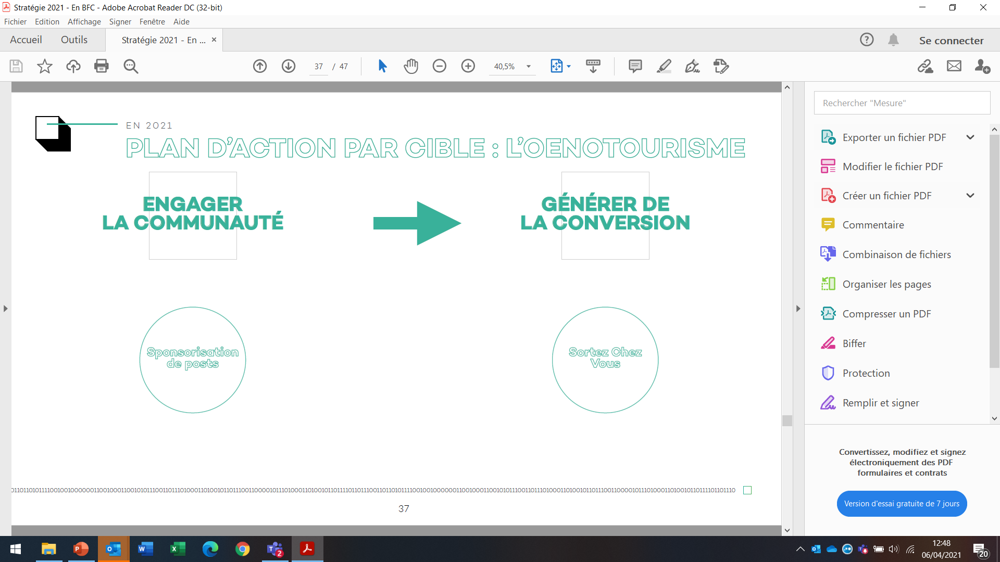 Stratégie 2021 - En BFC - Adobe Acrobat Reader DC (32-bit)
Fichier Edition Affichage Signer Fenêtre Aide
Accueil Outils Stratégie 2021 - En ... × Se connecter
37 / 47 40,5%
Rechercher "Mesure"
EN 2021
PLAN D'ACTION PAR CIBLE : L'OENOTOURISME
ENGAGER
LA COMMUNAUTÉ
GÉNÉRER DE
LA CONVERSION
Sponsorisation
de posts
Sortez Chez
Vous
37
Exporter un fichier PDF
Modifier le fichier PDF
Créer un fichier PDF
Commentaire
Combinaison de fichiers
Organiser les pages
Compresser un PDF
Biffer
Protection
Remplir et signer
Convertissez, modifiez et signez
électroniquement des PDF
formulaires et contrats
Version d'essai gratuite de 7 jours
2
12:48
06/04/2021
20